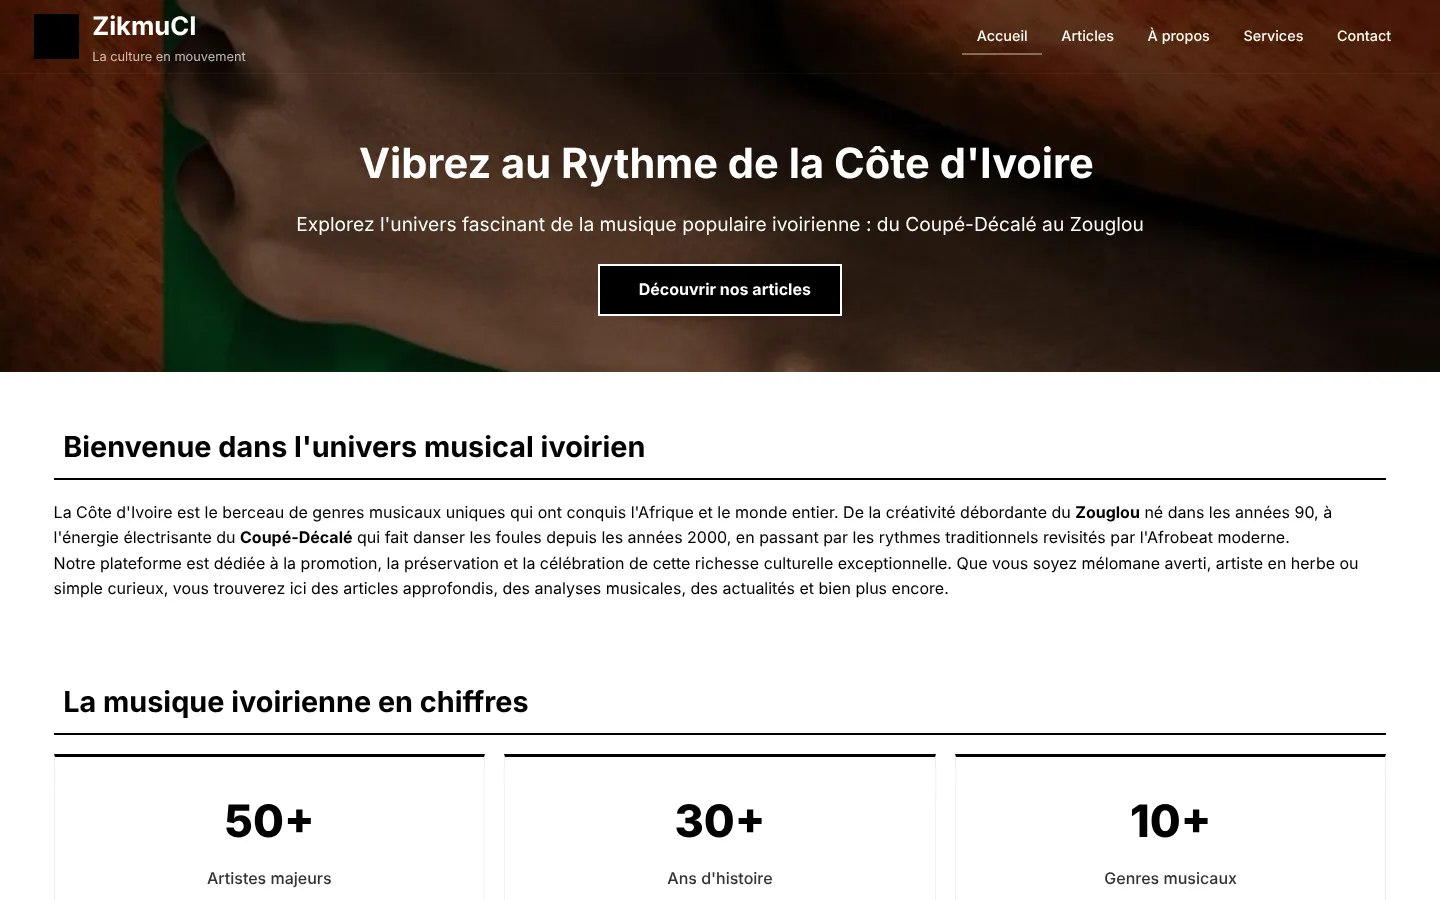 ZikmuCI
La culture en mouvement
Accueil
Articles
À propos
Services
Contact
Vibrez au Rythme de la Côte d'Ivoire
Explorez l'univers fascinant de la musique populaire ivoirienne : du Coupé-Décalé au Zouglou
Découvrir nos articles
Bienvenue dans l'univers musical ivoirien
La Côte d'Ivoire est le berceau de genres musicaux uniques qui ont conquis l'Afrique et le monde entier. De la créativité débordante du Zouglou né dans les années 90, à
l'énergie électrisante du Coupé-Décalé qui fait danser les foules depuis les années 2000, en passant par les rythmes traditionnels revisités par l'Afrobeat moderne.
Notre plateforme est dédiée à la promotion, la préservation et la célébration de cette richesse culturelle exceptionnelle. Que vous soyez mélomane averti, artiste en herbe ou
simple curieux, vous trouverez ici des articles approfondis, des analyses musicales, des actualités et bien plus encore.
La musique ivoirienne en chiffres
50+
Artistes majeurs
30+
Ans d'histoire
10+
Genres musicaux